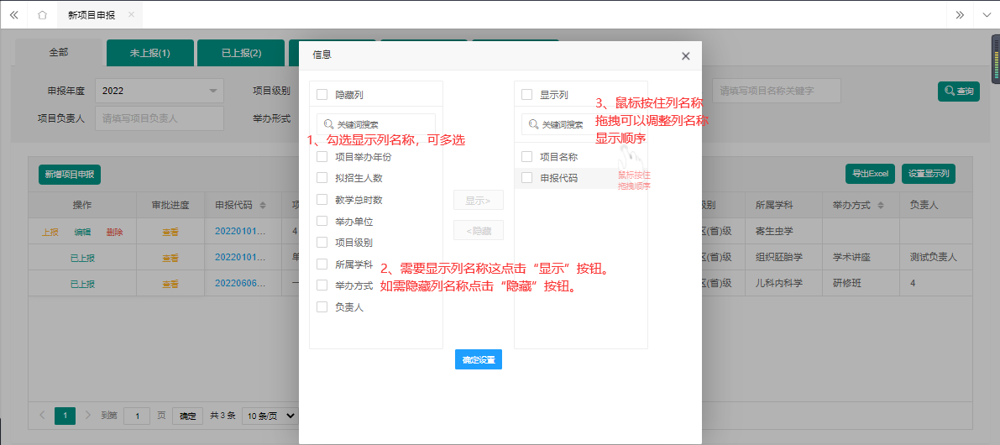 新项目申报
全部
未上报(1)
已上报(2)
申报年度
2022
项目级别
请填写项目名称关键字
查询
项目负责人
请填写项目负责人
举办形式
新增项目申报
导出Excel
设置显示列
操作
审批进度
申报代码
项
级别
所属学科
举办方式
负责人
上报
编辑
删除
查看
20220101...
4
区(首)级
寄生虫学
已上报
查看
20220101...
区(首)级
组织胚胎学
学术讲座
测试负责人
已上报
查看
20220606...
一
区(首)级
儿科内科学
研修班
4
1
到第
1
页
确定
共 3 条
10 条/页
信息
隐藏列
关键词搜索
1、勾选显示列名称，可多选
项目举办年份
拟招生人数
教学总时数
举办单位
项目级别
所属学科
举办方式
负责人
显示>
<隐藏
2、需要显示列名称这点击“显示”按钮。
如需隐藏列名称点击“隐藏”按钮。
显示列
关键词搜索
3、鼠标按住列名称
拖拽可以调整列名称
显示顺序
项目名称
申报代码
鼠标按住
拖拽顺序
确定设置